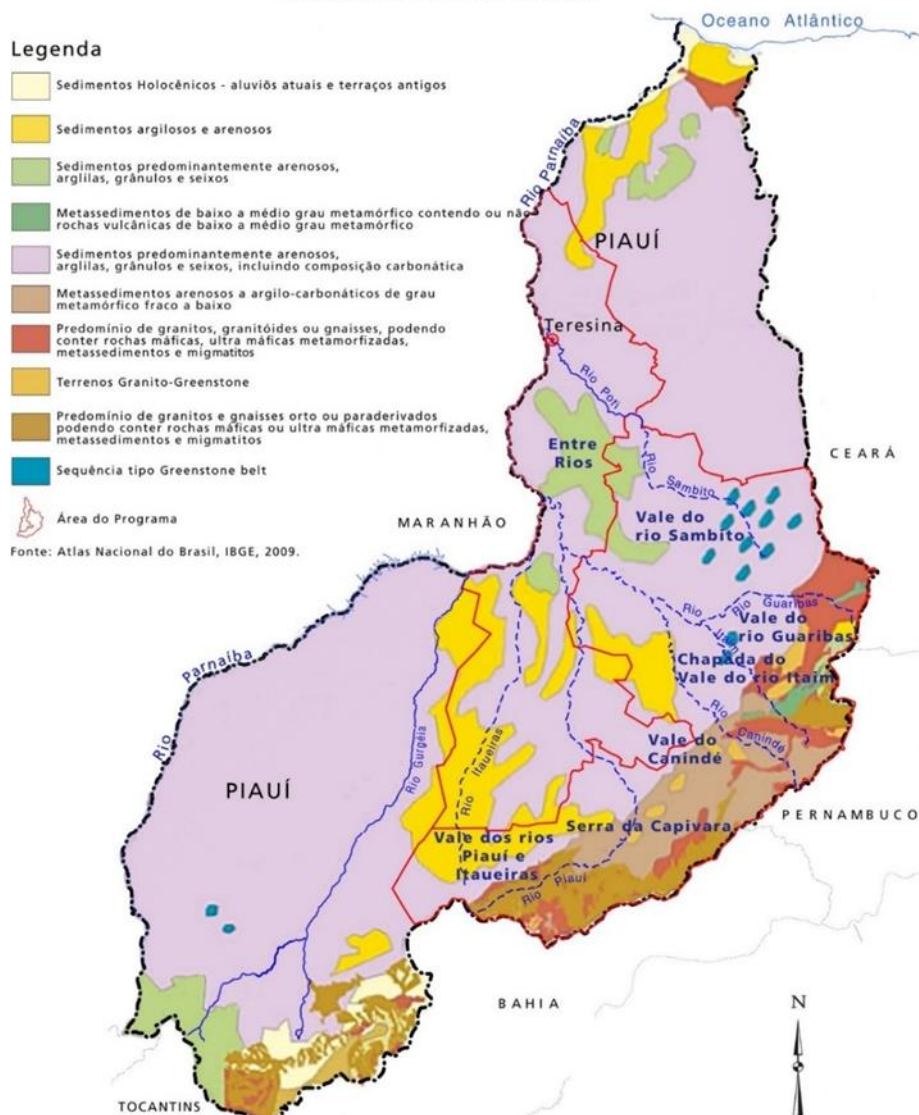 Oceano Atlântico
Legenda
Sedimentos Holocênicos - aluviõs atuais e terraços antigos
Sedimentos argilosos e arenosos
Sedimentos predominantemente arenosos,
arglilas, grânulos e seixos
Metassedimentos de baixo a médio grau metamórfico contendo ou não
rochas vulcânicas de baixo a médio grau metamórfico
Sedimentos predominantemente arenosos,
arglilas, grânulos e seixos, incluindo composição carbonática
Metassedimentos arenosos a argilo-carbonáticos de grau
metamórfico fraco a baixo
Predomínio de granitos, granitóides ou gnaisses, podendo
conter rochas máficas, ultra máficas metamorfizadas,
metassedimentos e migmatitos
Terrenos Granito-Greenstone
Predomínio de granitos e gnaisses orto ou paraderivados
podendo conter rochas máficas ou ultra máficas metamorfizadas,
metassedimentos e migmatitos
Sequência tipo Greenstone belt
Área do Programa
Fonte: Atlas Nacional do Brasil, IBGE, 2009.
Rio Parnaíba
PIAUÍ
Teresina
Rio Poti
Entre
Rios
Rio
Sambito
CEARÁ
MARANHÃO
Vale do
rio Sambito
Rio Guaribas
Rio
Itaim
Vale do
rio Guaribas
Chapada do
Vale do rio Itaim
Rio Parnaíba
Rio Gurgéia
Rio Itaueiras
Rio
Canindé
Vale do
Canindé
PIAUÍ
PERNAMBUCO
Serra da Capivara
Vale dos rios
Piauí e
Itaueiras
Rio Piauí
BAHIA
N
TOCANTINS